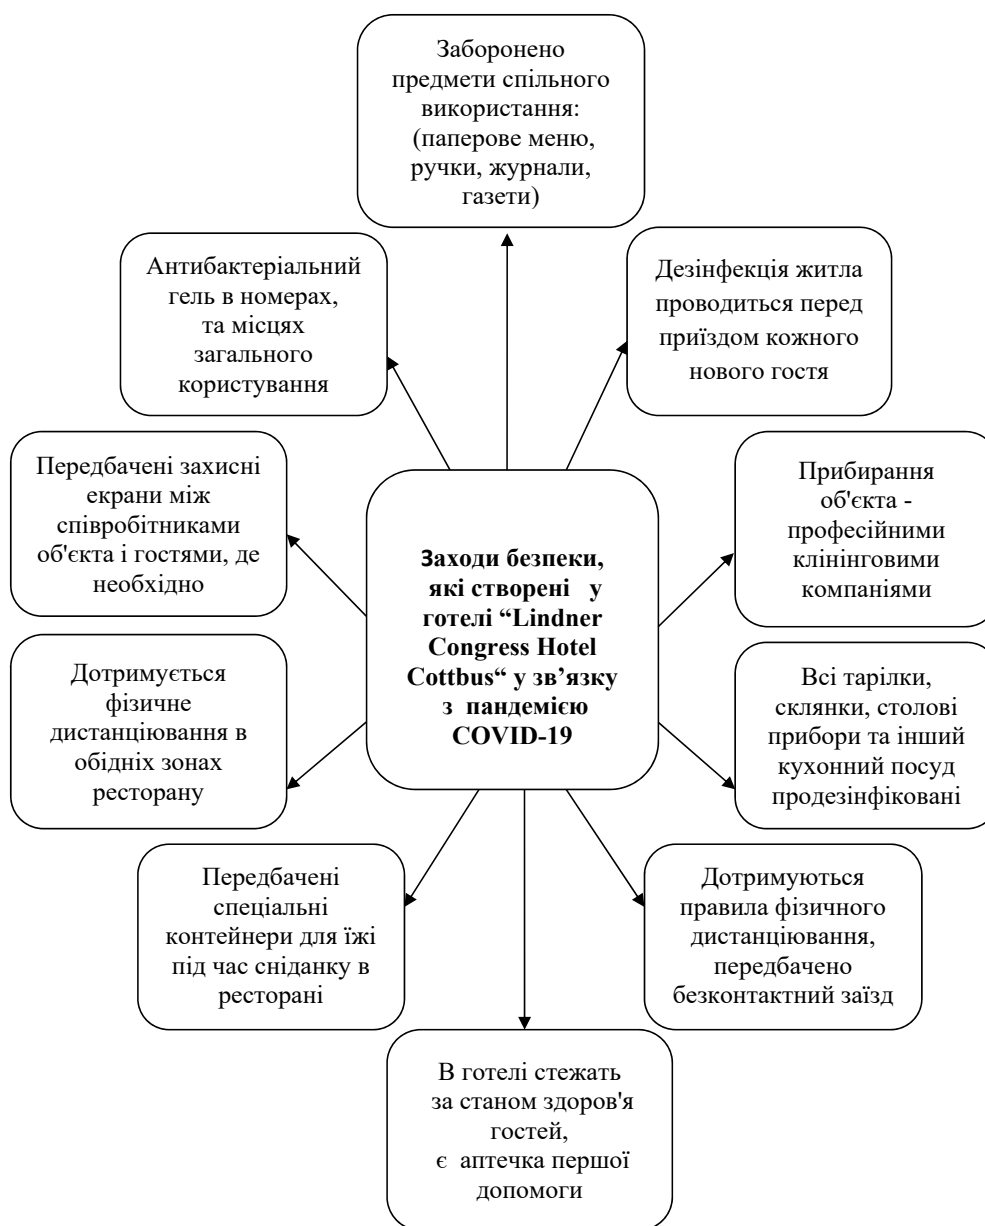 Заборонено
предмети спільного
використання:
(паперове меню,
ручки, журнали,
газети)
Антибактеріальний
гель в номерах,
та місцях
загального
користування
Дезінфекція житла
проводиться перед
приїздом кожного
нового гостя
Передбачені захисні
екрани між
співробітниками
об'єкта і гостями, де
необхідно
Заходи безпеки,
які створені у
готелі “Lindner
Congress Hotel
Cottbus“ у зв’язку
з пандемією
COVID-19
Прибирання
об'єкта -
професійними
клінінговими
компаніями
Дотримується
фізичне
дистанціювання в
обідніх зонах
ресторану
Всі тарілки,
склянки, столові
прибори та інший
кухонний посуд
продезінфіковані
Передбачені
спеціальні
контейнери для їжі
під час сніданку в
ресторані
Дотримуються
правила фізичного
дистанціювання,
передбачено
безконтактний заїзд
В готелі стежать
за станом здоров'я
гостей,
є аптечка першої
допомоги